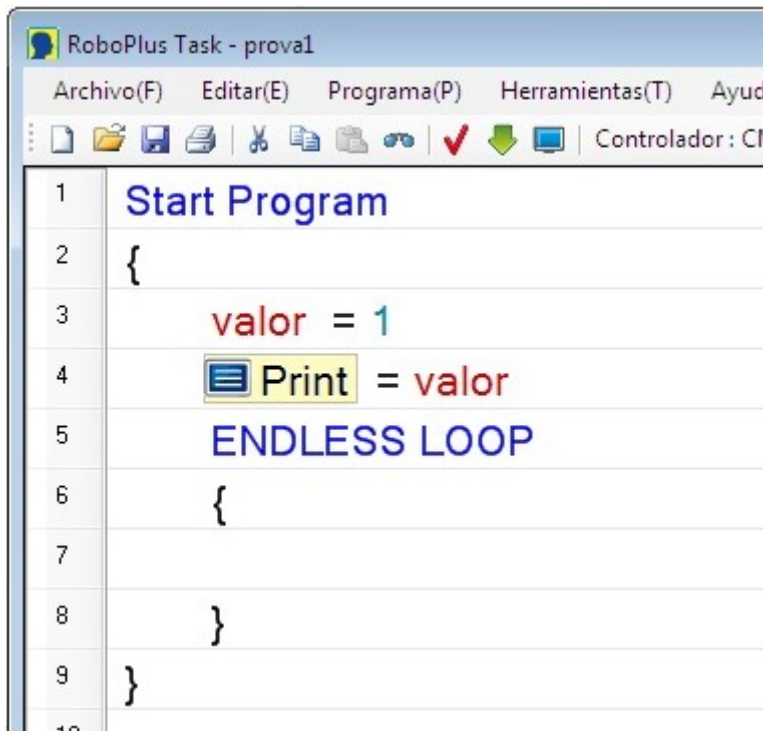 RoboPlus Task - prova1
Archivo(F) Editar(E) Programa(P) Herramientas(T)
Controlador :
1 Start Program
2 {
3 valor = 1
4 Print = valor
5 ENDLESS LOOP
6 {
7
8 }
9 }